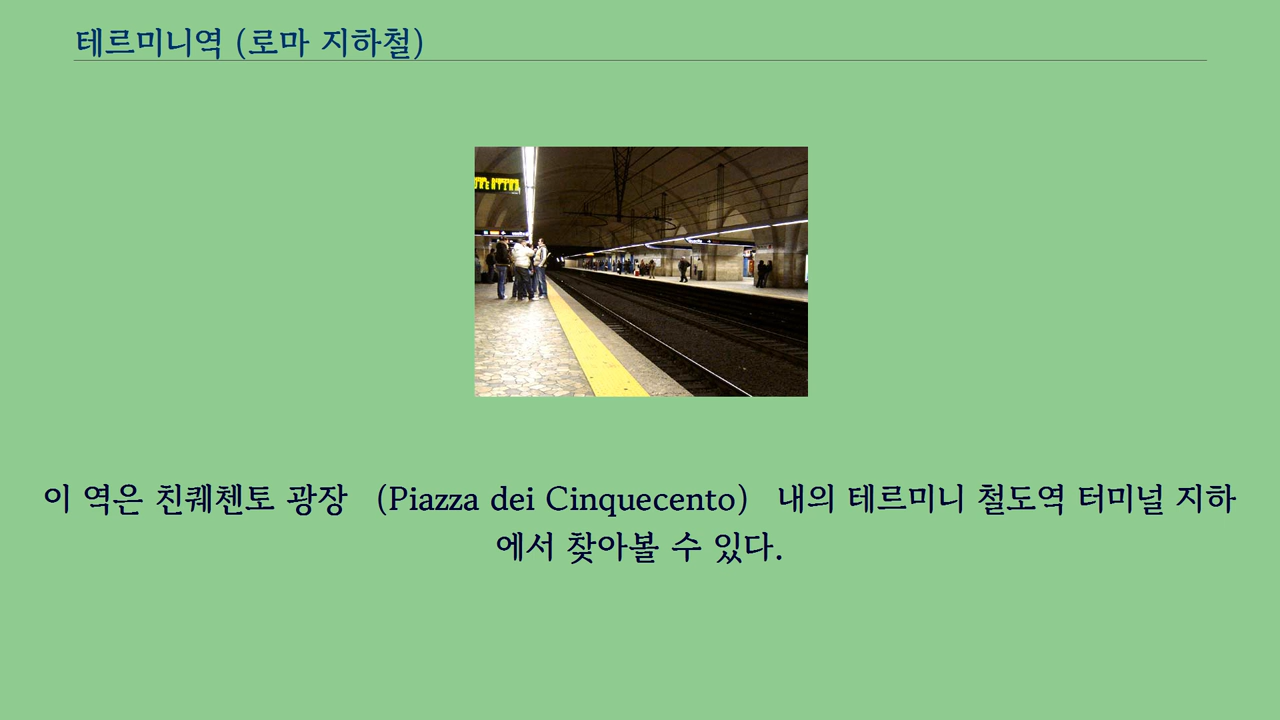 테르미니역 (로마 지하철)
이 역은 친퀘첸토 광장 (Piazza dei Cinquecento) 내의 테르미니 철도역 터미널 지하
에서 찾아볼 수 있다.